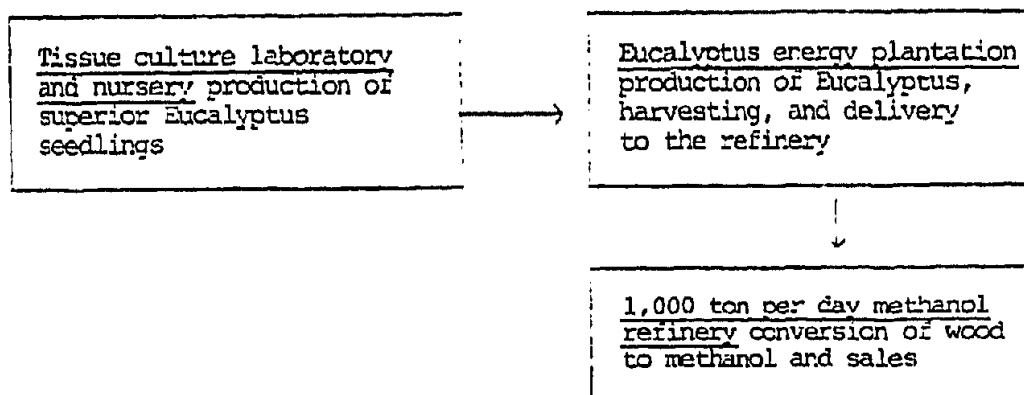 Tissue culture laboratory
and nursery production of
superior Eucalyptus
seedlings
Eucalyptus energy plantation
production of Eucalyptus,
harvesting, and delivery
to the refinery
1,000 ton per day methanol
refinery conversion of wood
to methanol and sales